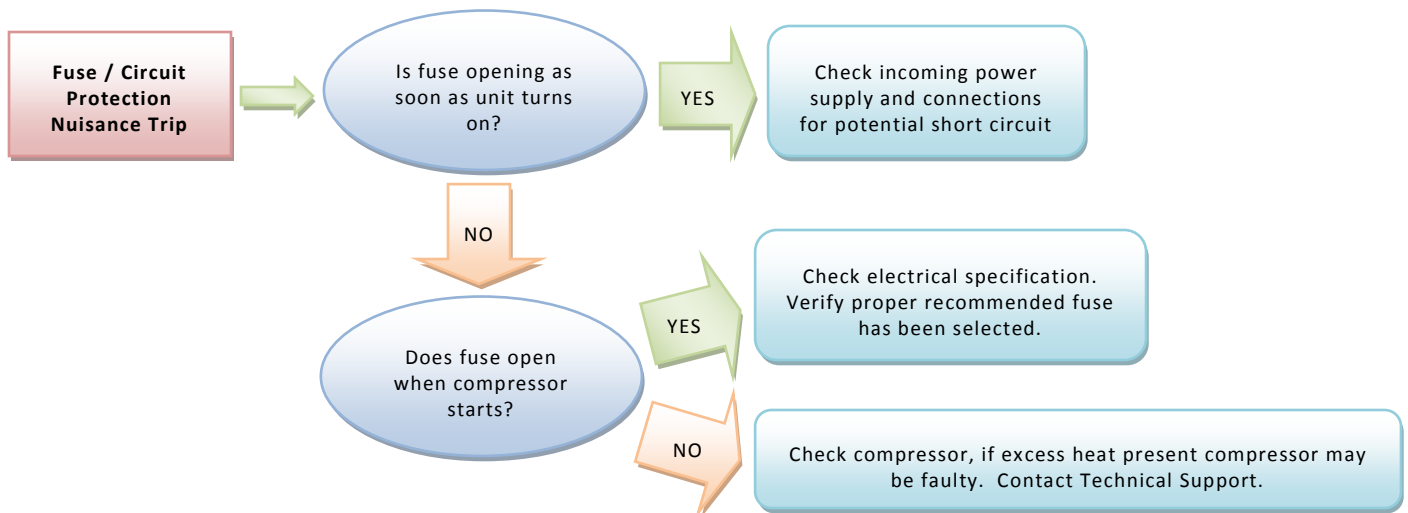 Fuse / Circuit
Protection
Nuisance Trip
Is fuse opening as
soon as unit turns
on?
YES
Check incoming power
supply and connections
for potential short circuit
NO
Does fuse open
when compressor
starts?
YES
Check electrical specification.
Verify proper recommended fuse
has been selected.
NO
Check compressor, if excess heat present compressor may
be faulty.  Contact Technical Support.